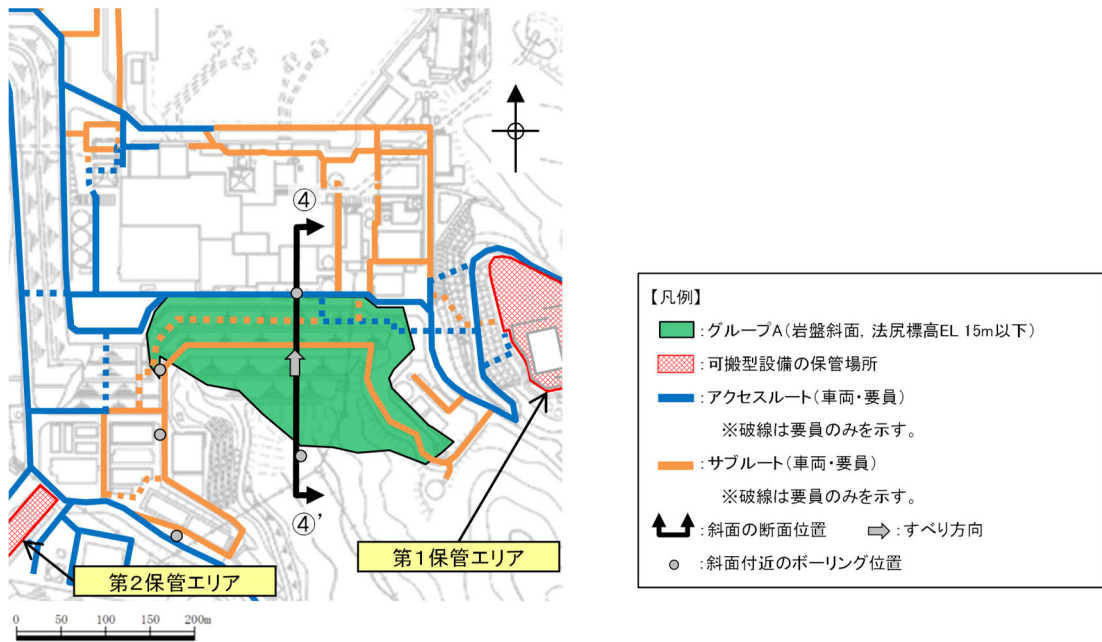 ④
④’
第1保管エリア
第2保管エリア
0 50 100 150 200m
【凡例】
：グループA（岩盤斜面，法尻標高EL 15m以下）
：可搬型設備の保管場所
：アクセスルート（車両・要員）
※破線は要員のみを示す。
：サブルート（車両・要員）
※破線は要員のみを示す。
：斜面の断面位置 ：すべり方向
：斜面付近のボーリング位置